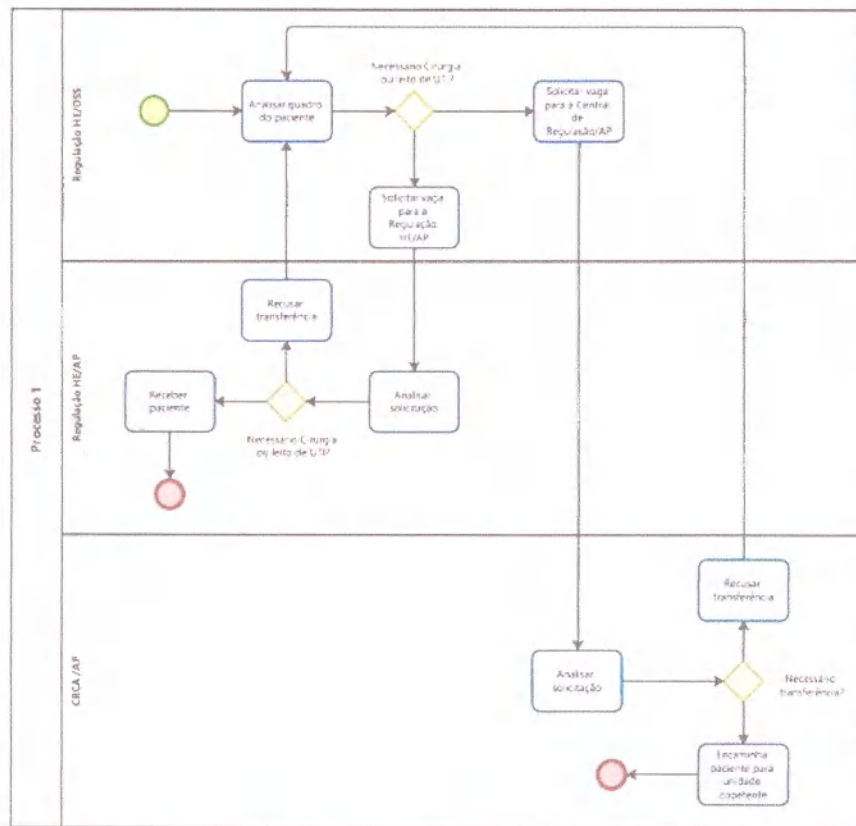 Processo 1
Regulação HE/OSS
Analisar quadro
do paciente
Necessário Cirurgia
ou leito de UTI?
Solicitar vaga
para a Central
de
Regulação/AP
Solicitar vaga
para a
Regulação
HE/AP
Regulação HE/AP
Recusar
transferência
Receber
paciente
Analisar
solicitação
Necessário Cirurgia
ou leito de UTI?
CRCA /AP
Recusar
transferência
Analisar
solicitação
Necessário
transferência?
Encaminha
paciente para
unidade
copetente